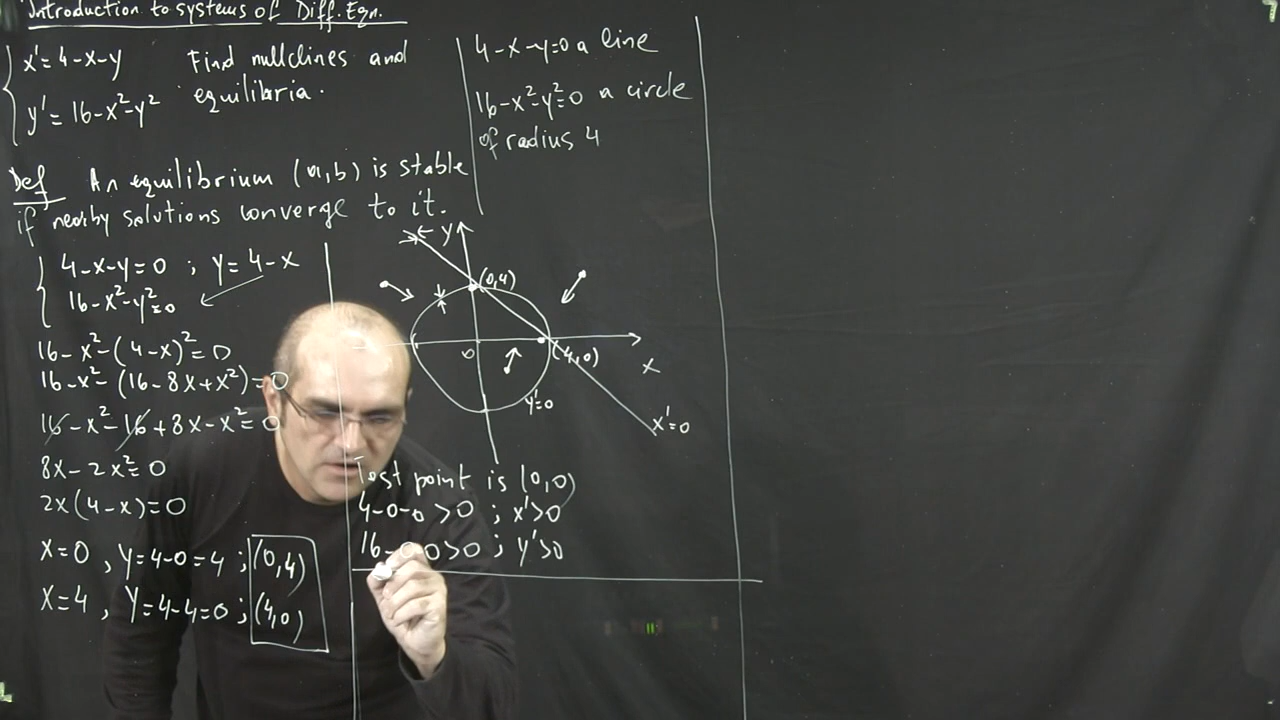 Introduction to systems of Diff. Eqn.
x' = 4-x-y
y' = 16-x²-y²
Find nullclines and
equilibria.
4-x-y=0 a line
16-x²-y²=0 a circle
of radius 4
Def An equilibrium (a,b) is stable
if nearby solutions converge to it.
4-x-y=0 ; y=4-x
16-x²-y²=0
16-x²-(4-x)²=0
16-x²-(16-8x+x²)=0
16-x²-16+8x-x²=0
8x-2x²=0
2x(4-x)=0
x=0, y=4-0=4 ; (0,4)
x=4, y=4-4=0 ; (4,0)
y
(0,4)
0
(4,0)
x
y'=0
x'=0
Test point is (0,0)
4-0-0>0 ; x'>0
16-0-0>0 ; y'>0